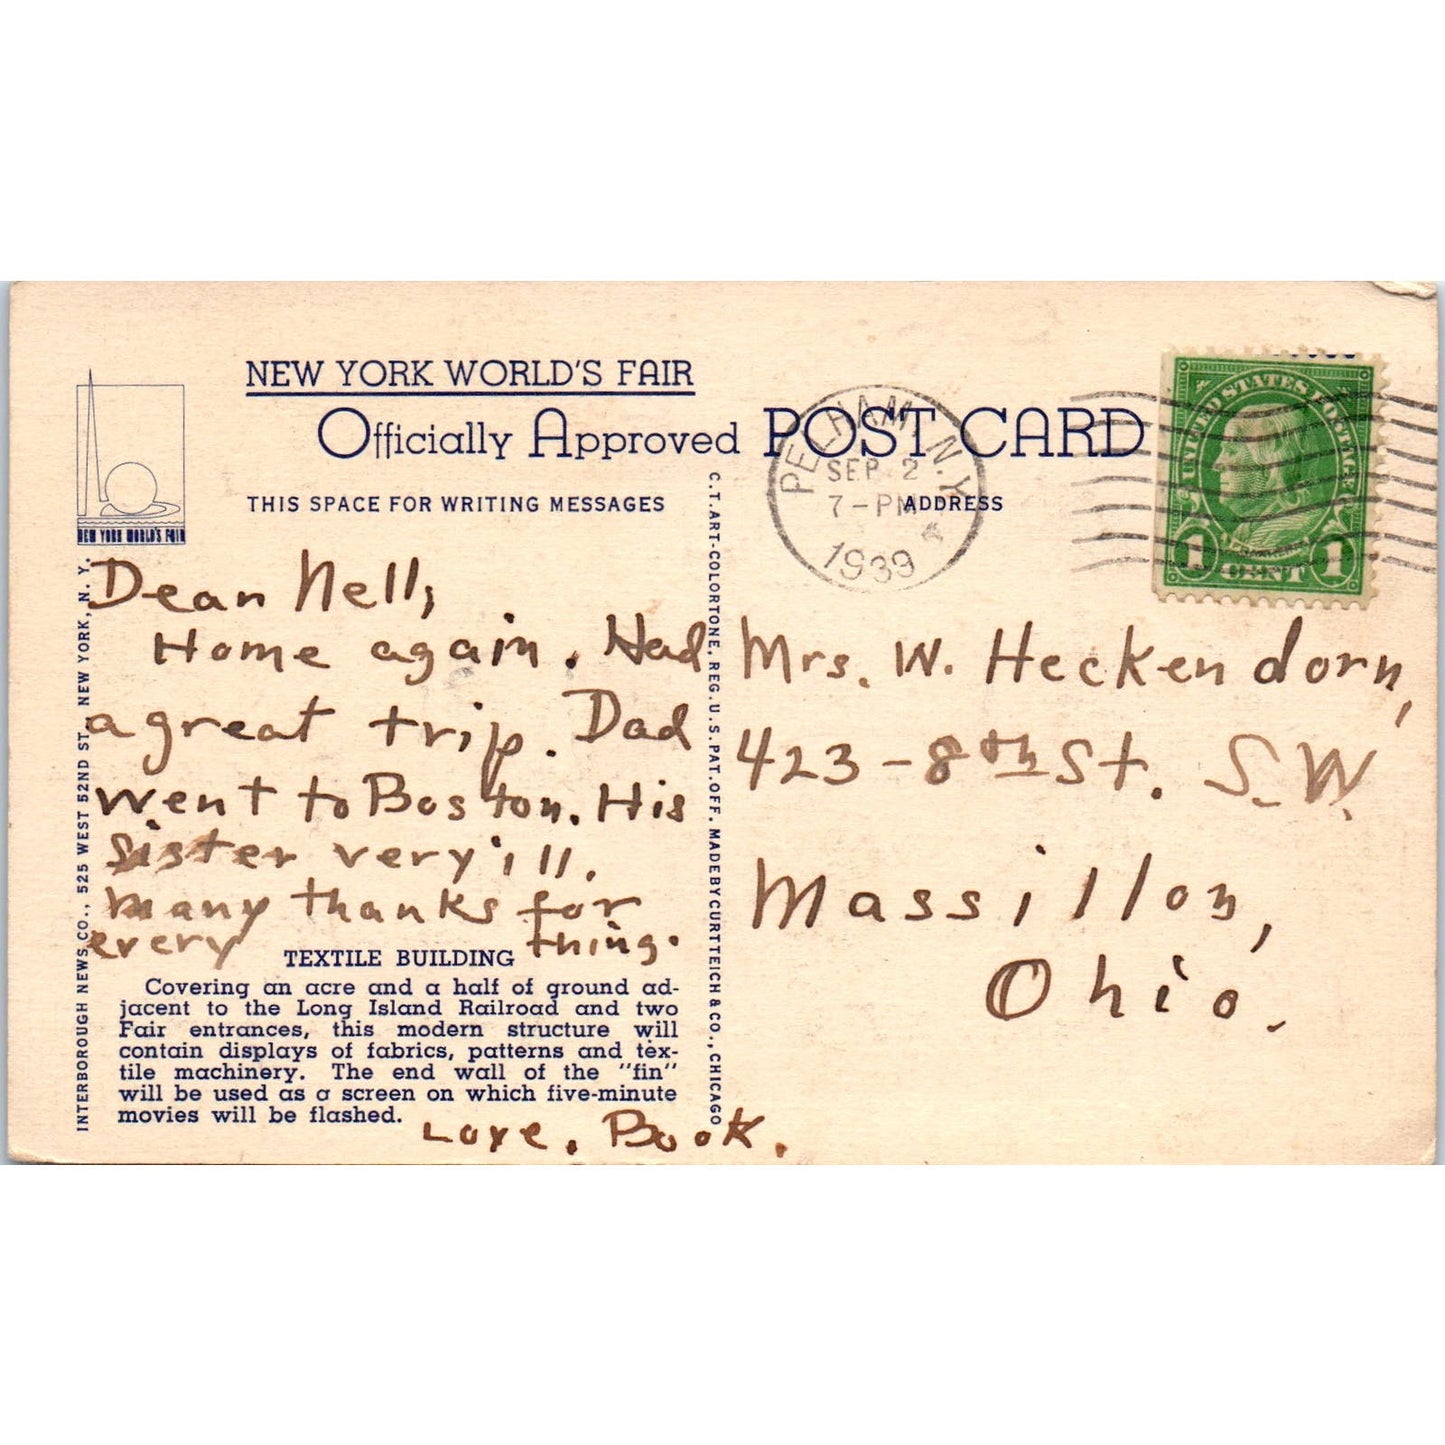 NEW YORK WORLD'S FAIR
Officially Approved POST CARD
THIS SPACE FOR WRITING MESSAGES
ADDRESS
NEW YORK WORLD'S FAIR
PELHAM N.Y.
SEP 2
7-PM
1939
UNITED STATES POSTAGE
FRANKLIN
1 CENT 1
Dear Nell,
Home again. Had
a great trip. Dad
went to Boston. His
sister very ill.
Many thanks for
every thing.
Love, Book.
Mrs. W. Heckendorn,
423-8th St. S.W.
Massillon,
Ohio.
TEXTILE BUILDING
Covering an acre and a half of ground ad-
jacent to the Long Island Railroad and two
Fair entrances, this modern structure will
contain displays of fabrics, patterns and tex-
tile machinery. The end wall of the "fin"
will be used as a screen on which five-minute
movies will be flashed.
INTERBOROUGH NEWS CO., 525 WEST 52ND ST., NEW YORK, N. Y.
C.T. ART-COLORTONE, REG. U.S. PAT. OFF. MADE BY CURT TEICH & CO., CHICAGO